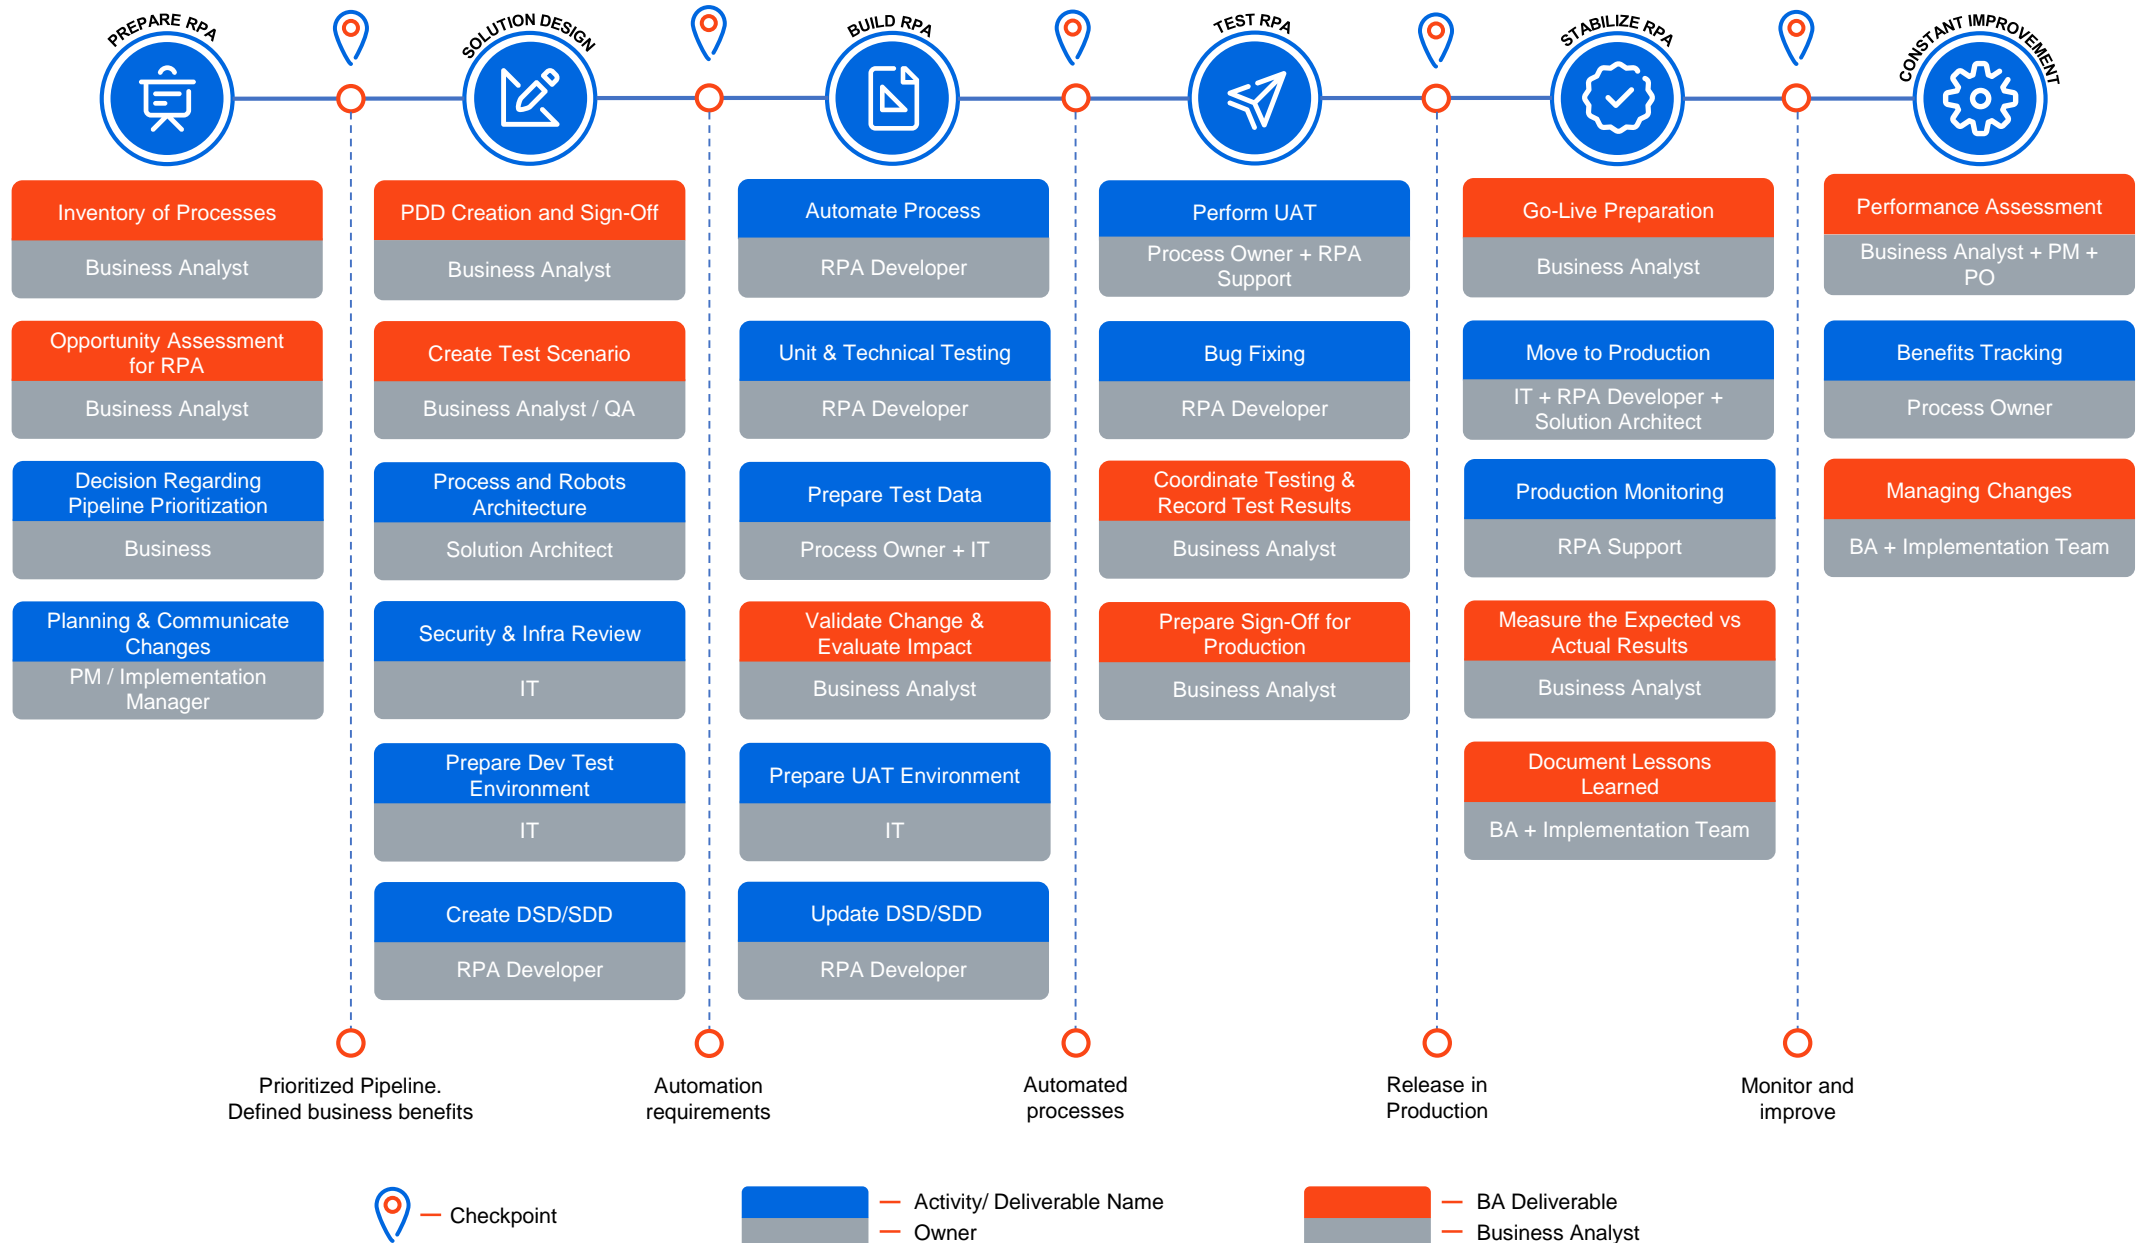 PREPARE RPA
SOLUTION DESIGN
BUILD RPA
TEST RPA
STABILIZE RPA
CONSTANT IMPROVEMENT
Inventory of Processes
Business Analyst
Opportunity Assessment
for RPA
Business Analyst
Decision Regarding
Pipeline Prioritization
Business
Planning & Communicate
Changes
PM / Implementation
Manager
PDD Creation and Sign-Off
Business Analyst
Create Test Scenario
Business Analyst / QA
Process and Robots
Architecture
Solution Architect
Security & Infra Review
IT
Prepare Dev Test
Environment
IT
Create DSD/SDD
RPA Developer
Automate Process
RPA Developer
Unit & Technical Testing
RPA Developer
Prepare Test Data
Process Owner + IT
Validate Change &
Evaluate Impact
Business Analyst
Prepare UAT Environment
IT
Update DSD/SDD
RPA Developer
Perform UAT
Process Owner + RPA
Support
Bug Fixing
RPA Developer
Coordinate Testing &
Record Test Results
Business Analyst
Prepare Sign-Off for
Production
Business Analyst
Go-Live Preparation
Business Analyst
Move to Production
IT + RPA Developer +
Solution Architect
Production Monitoring
RPA Support
Measure the Expected vs
Actual Results
Business Analyst
Document Lessons
Learned
BA + Implementation Team
Performance Assessment
Business Analyst + PM +
PO
Benefits Tracking
Process Owner
Managing Changes
BA + Implementation Team
Prioritized Pipeline.
Defined business benefits
Automation
requirements
Automated
processes
Release in
Production
Monitor and
improve
Checkpoint
Activity/ Deliverable Name
Owner
BA Deliverable
Business Analyst